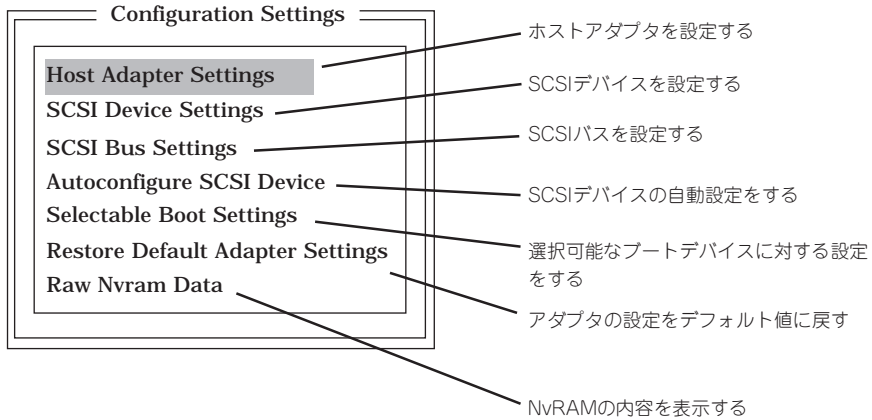 Configuration Settings
Host Adapter Settings
SCSI Device Settings
SCSI Bus Settings
Autoconfigure SCSI Device
Selectable Boot Settings
Restore Default Adapter Settings
Raw Nvram Data
ホストアダプタを設定する
SCSIデバイスを設定する
SCSIバスを設定する
SCSIデバイスの自動設定をする
選択可能なブートデバイスに対する設定
をする
アダプタの設定をデフォルト値に戻す
NvRAMの内容を表示する